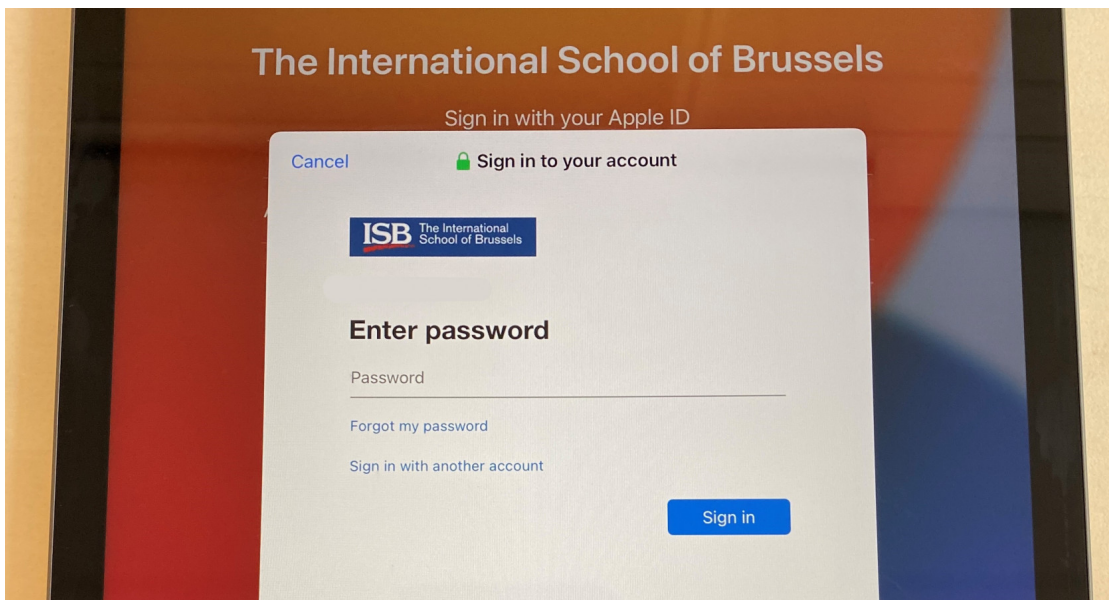 The International School of Brussels
Sign in with your Apple ID
Cancel
Sign in to your account
ISB The International
School of Brussels
Enter password
Password
Forgot my password
Sign in with another account
Sign in